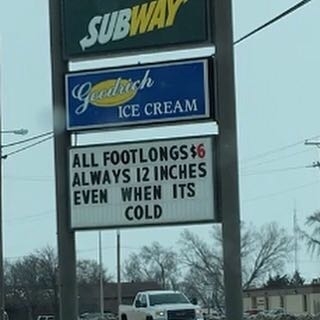 SUBWAY
Goodrich
ICE CREAM
ALL FOOTLONGS $6
ALWAYS 12 INCHES
EVEN WHEN ITS
COLD